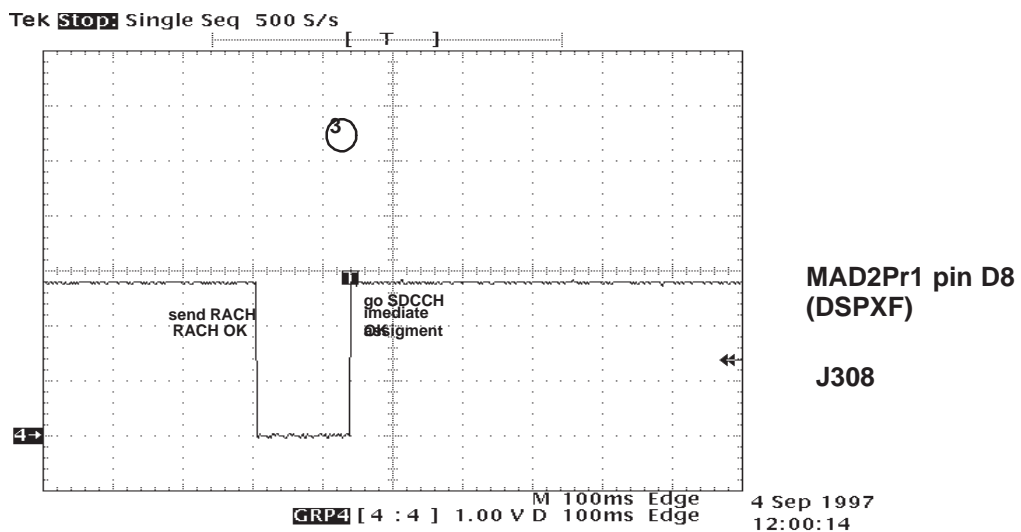 Tek Stop: Single Seq 500 S/s
[ T ]
3
T
send RACH
RACH OK
go SDCCH
imediate
assigment
OK
MAD2Pr1 pin D8
(DSPXF)
J308
4
M 100ms Edge
GRP4 [4 :4 ] 1.00 V D 100ms Edge
4 Sep 1997
12:00:14